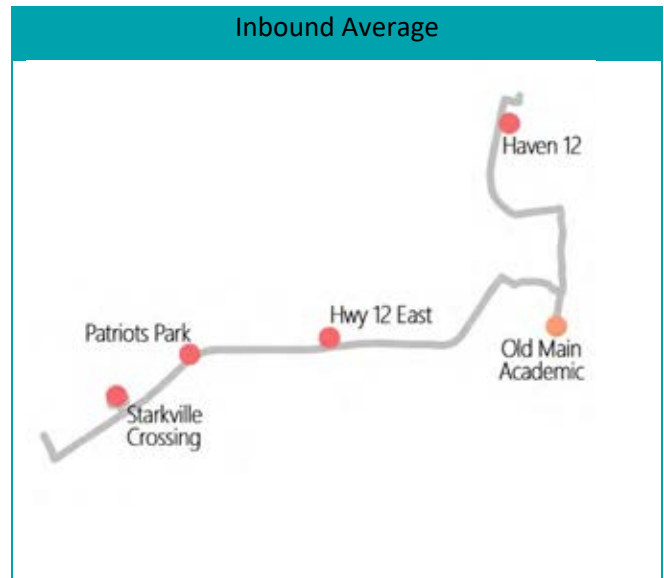 Inbound Average
Haven 12
Hwy 12 East
Patriots Park
Old Main
Academic
Starkville
Crossing